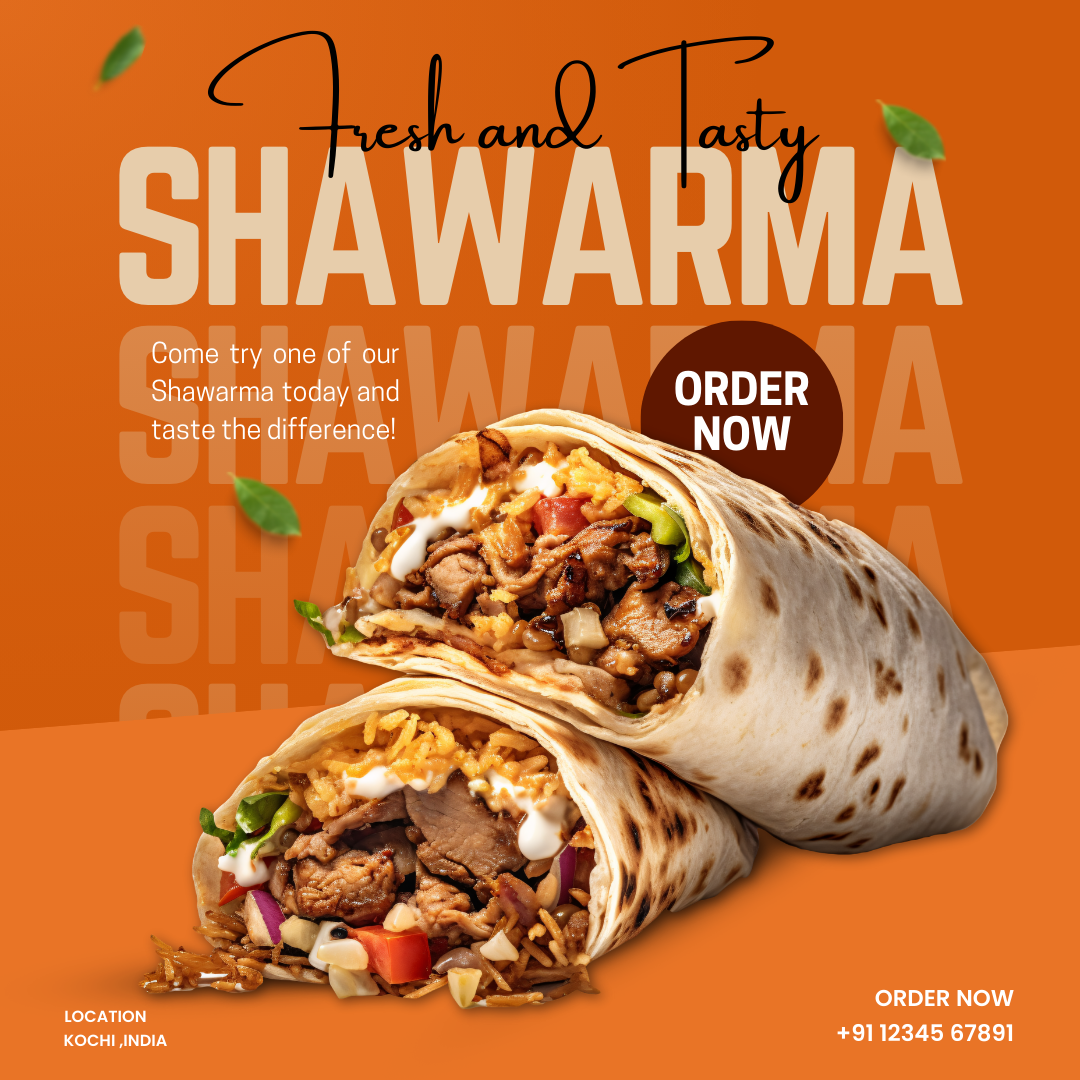 Fresh and Tasty
SHAWARMA
SHAWARMA
Come try one of our
Shawarma today and
taste the difference!
ORDER
NOW
SHA
LOCATION
KOCHI ,INDIA
ORDER NOW
+91 12345 67891